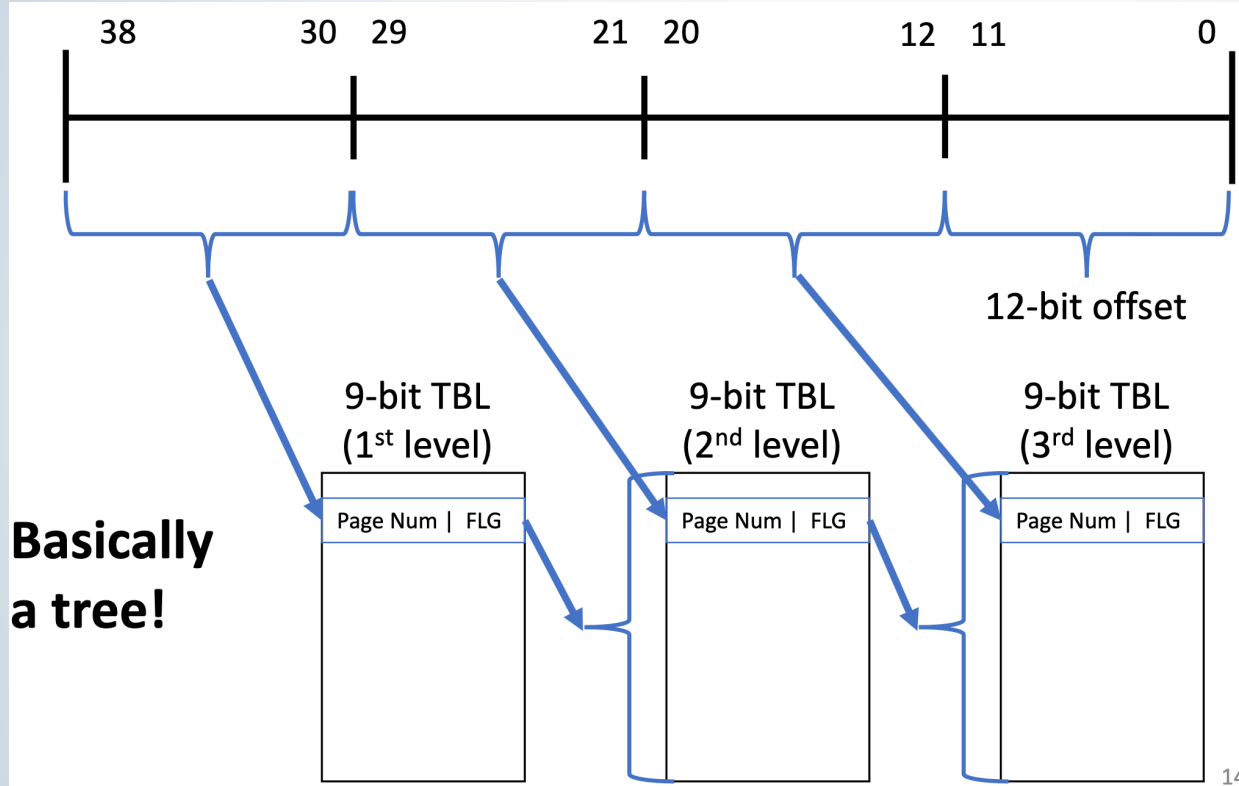 38 30 29 21 20 12 11 0
12-bit offset
9-bit TBL
(1st level)
9-bit TBL
(2nd level)
9-bit TBL
(3rd level)
Page Num | FLG
Page Num | FLG
Page Num | FLG
Basically
a tree!
14